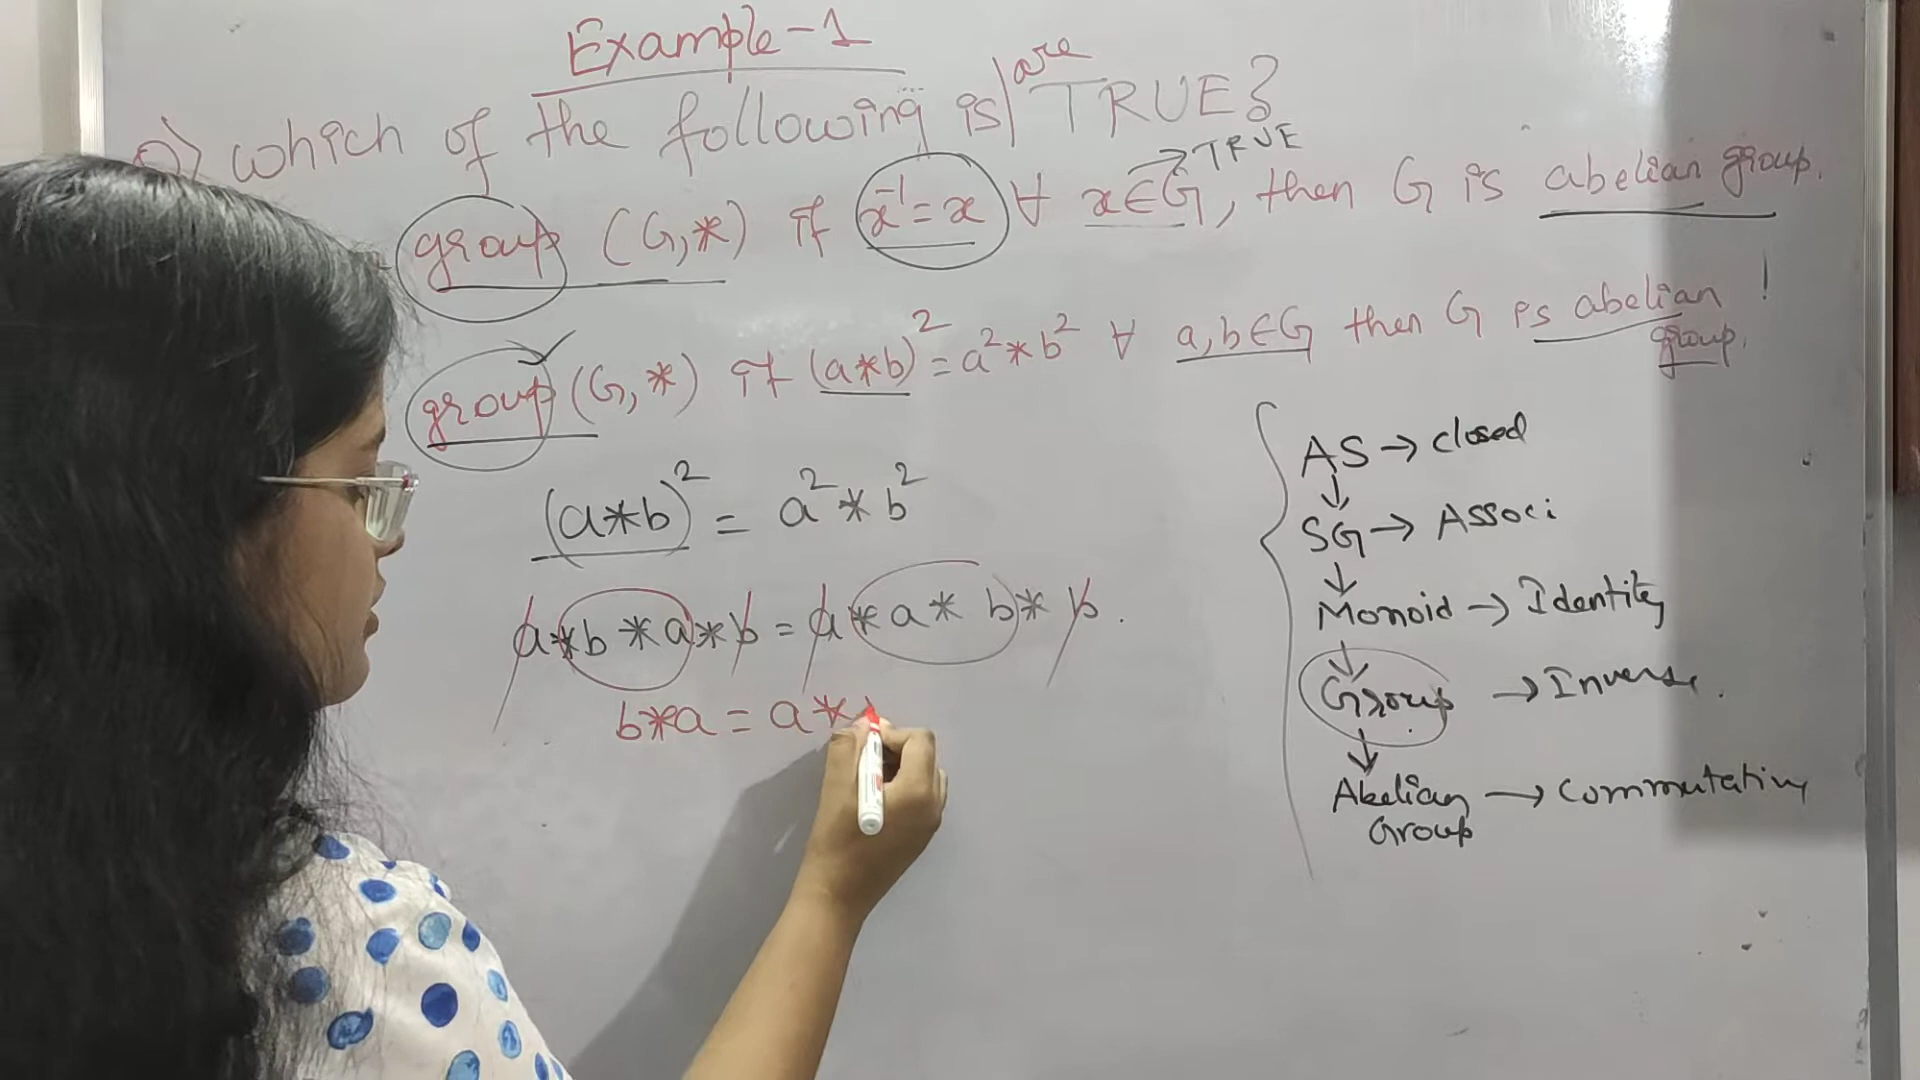 Example-1
Q) which of the following is/are TRUE?
group (G,*) if x⁻¹=x ∀ x∈G, then G is abelian group.
→ TRUE
group (G,*) if (a*b)²=a²*b² ∀ a,b∈G then G is abelian group.
(a*b)² = a²*b²
a*b*a*b = a*a*b*b.
b*a = a*
AS → closed
↓
SG → Associ
↓
Monoid → Identity
↓
Group → Inverse.
↓
Abelian Group → commutative